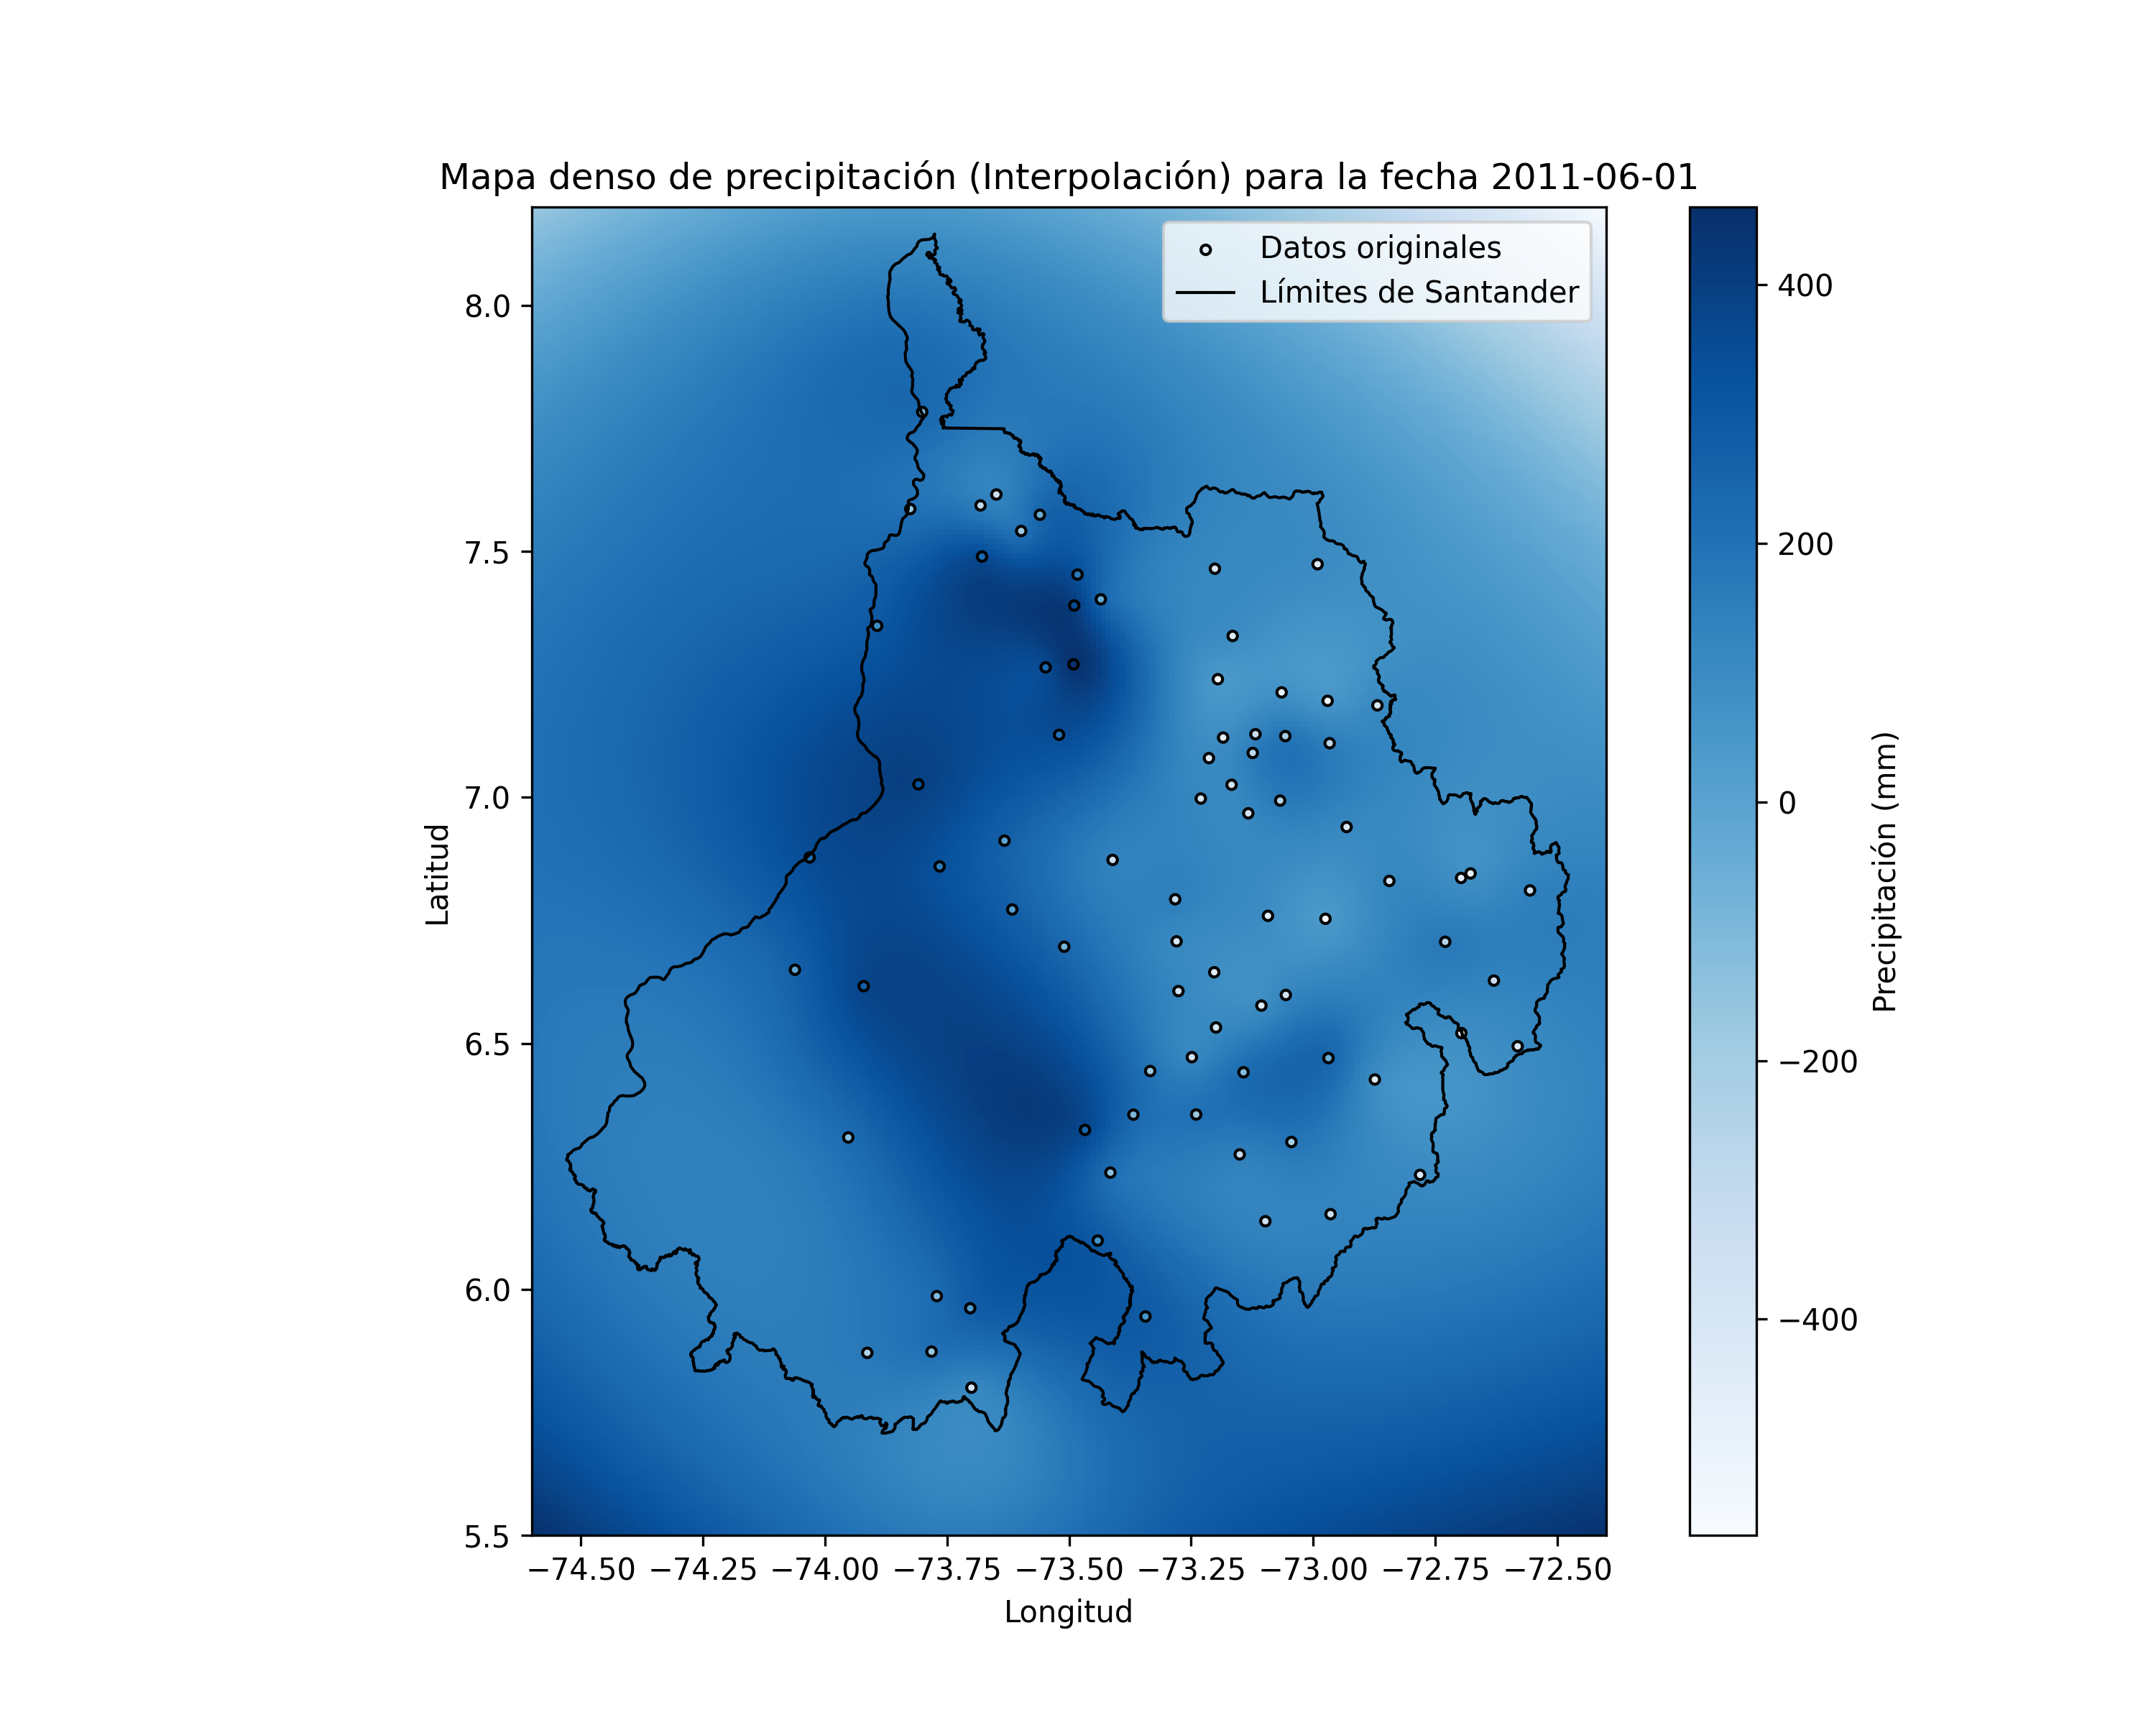 Mapa denso de precipitación (Interpolación) para la fecha 2011-06-01
Datos originales
Límites de Santander
8.0
7.5
7.0
6.5
6.0
5.5
Latitud
−74.50 −74.25 −74.00 −73.75 −73.50 −73.25 −73.00 −72.75 −72.50
Longitud
400
200
0
−200
−400
Precipitación (mm)